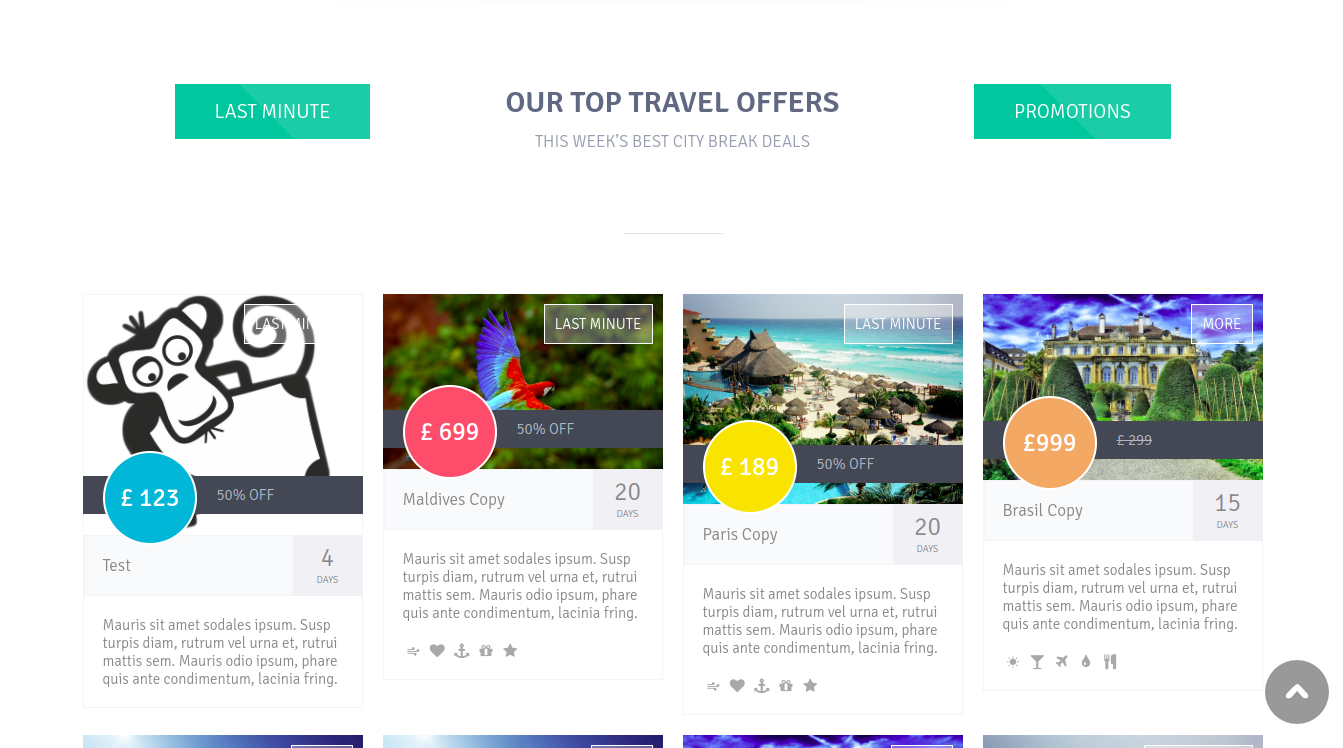 LAST MINUTE
OUR TOP TRAVEL OFFERS
THIS WEEK'S BEST CITY BREAK DEALS
PROMOTIONS
LAST MIN
£ 123
50% OFF
Test
4
DAYS
Mauris sit amet sodales ipsum. Susp
turpis diam, rutrum vel urna et, rutrui
mattis sem. Mauris odio ipsum, phare
quis ante condimentum, lacinia fring.
LAST MINUTE
£ 699
50% OFF
Maldives Copy
20
DAYS
Mauris sit amet sodales ipsum. Susp
turpis diam, rutrum vel urna et, rutrui
mattis sem. Mauris odio ipsum, phare
quis ante condimentum, lacinia fring.
LAST MINUTE
£ 189
50% OFF
Paris Copy
20
DAYS
Mauris sit amet sodales ipsum. Susp
turpis diam, rutrum vel urna et, rutrui
mattis sem. Mauris odio ipsum, phare
quis ante condimentum, lacinia fring.
MORE
£999
£ 299
Brasil Copy
15
DAYS
Mauris sit amet sodales ipsum. Susp
turpis diam, rutrum vel urna et, rutrui
mattis sem. Mauris odio ipsum, phare
quis ante condimentum, lacinia fring.